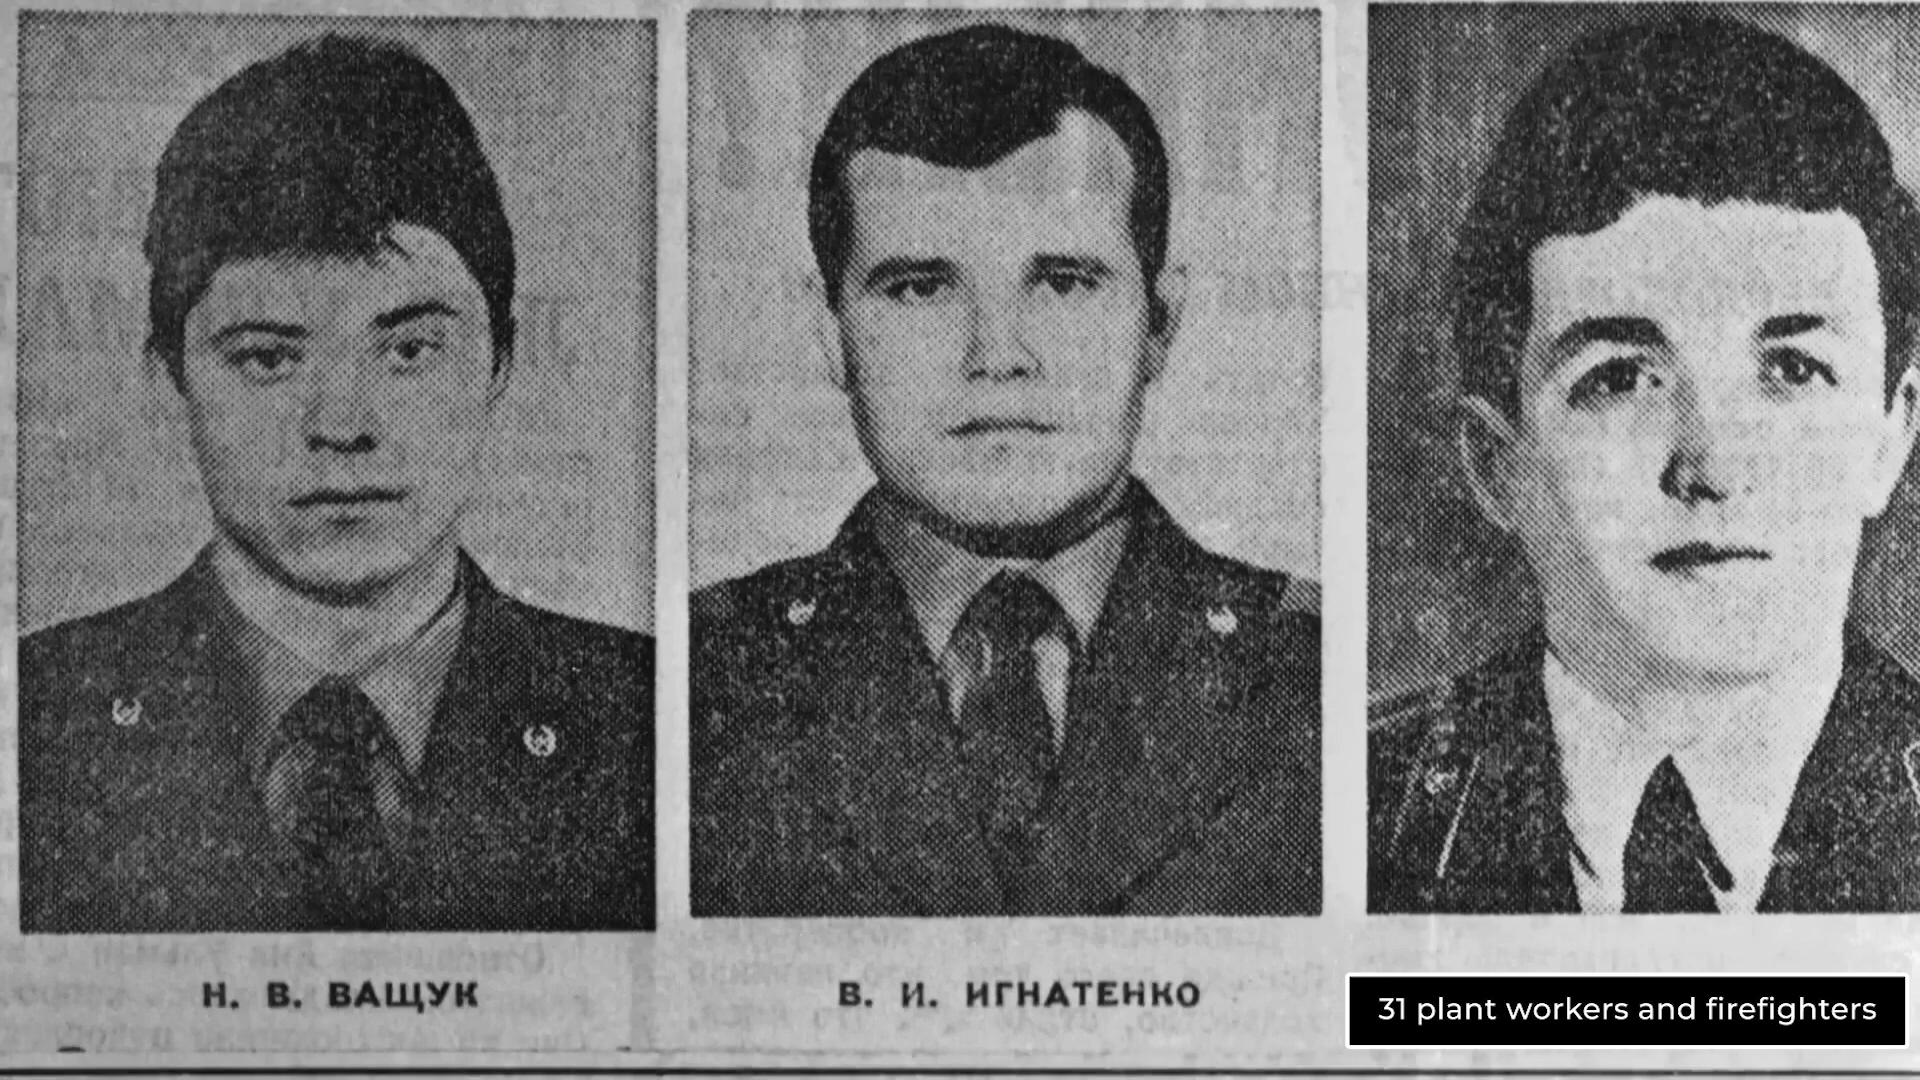 Н. В. ВАЩУК
В. И. ИГНАТЕНКО
31 plant workers and firefighters